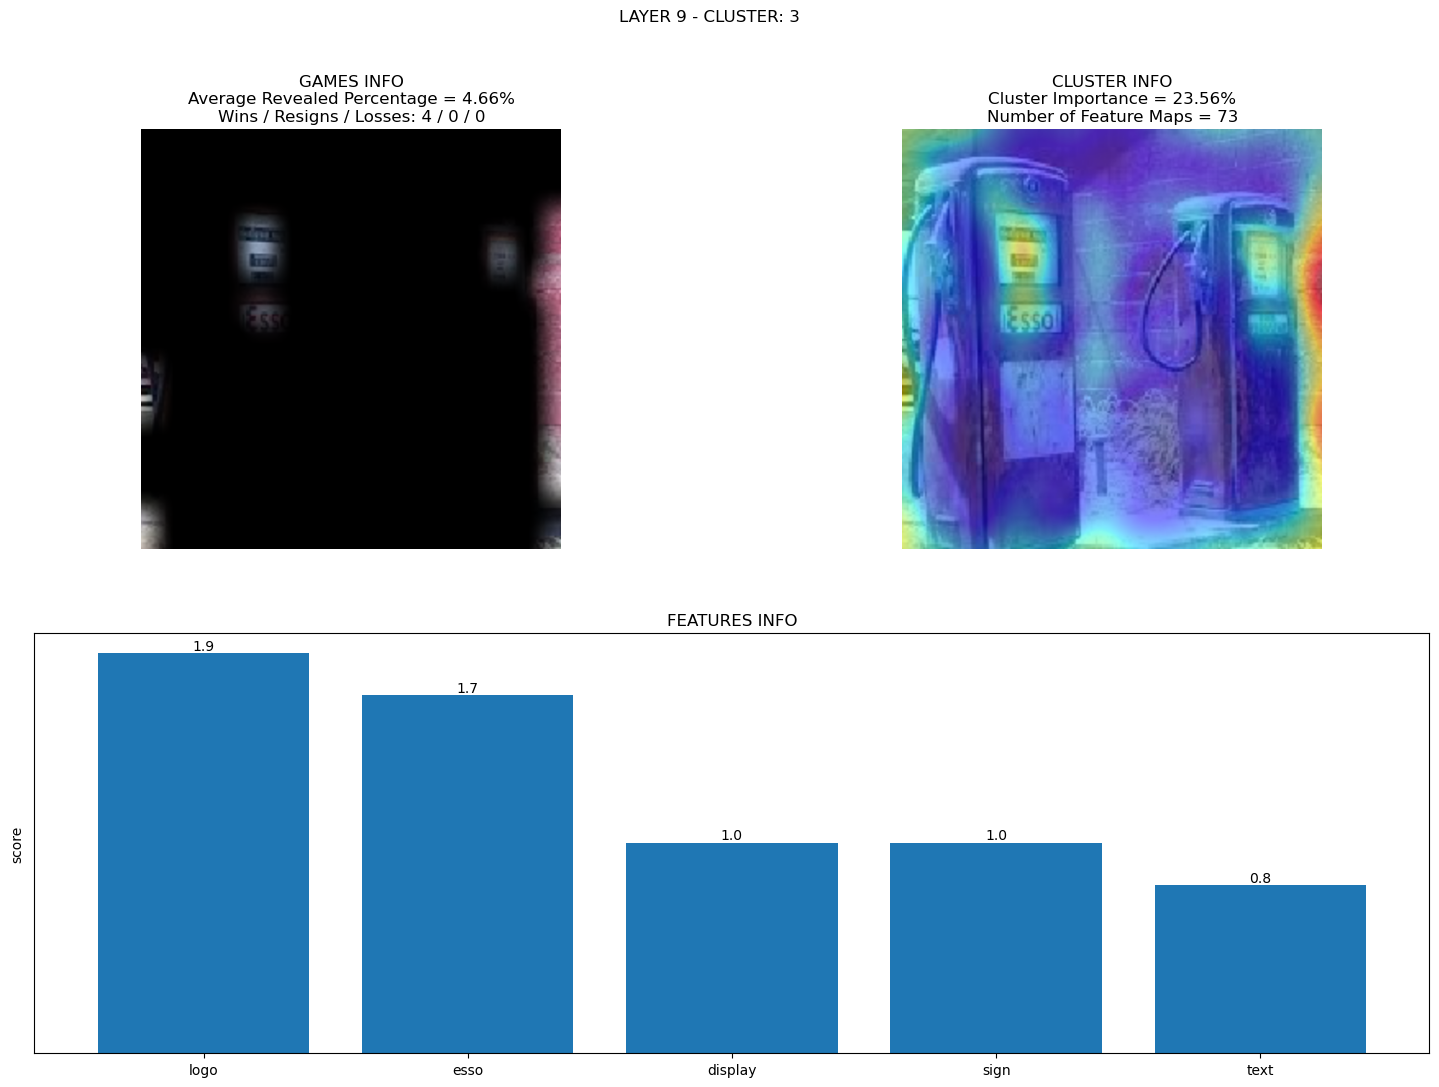 LAYER 9 - CLUSTER: 3
GAMES INFO
Average Revealed Percentage = 4.66%
Wins / Resigns / Losses: 4 / 0 / 0
CLUSTER INFO
Cluster Importance = 23.56%
Number of Feature Maps = 73
ESSO
ESSO
FEATURES INFO
score
1.9
1.7
1.0
1.0
0.8
logo
esso
display
sign
text